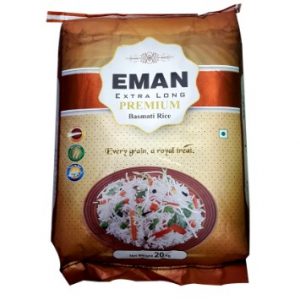 EMAN
EXTRA LONG
PREMIUM
Basmati Rice
Every grain, a royal treat.
Net Weight 20 Kg